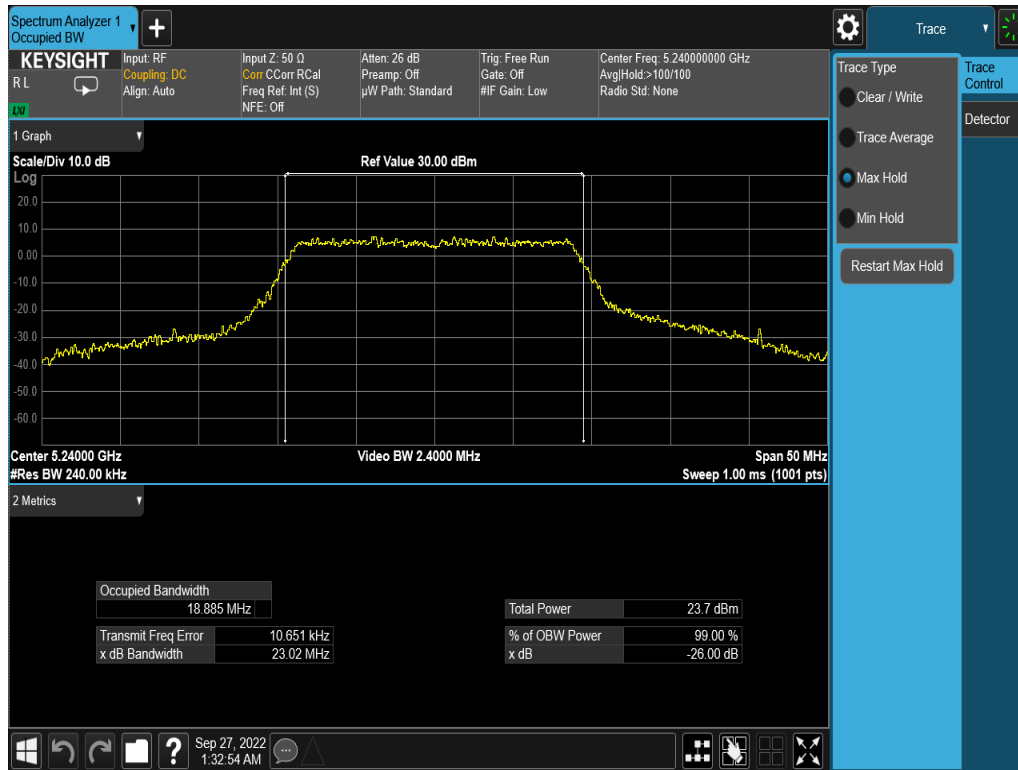 Spectrum Analyzer 1
Occupied BW
+
Trace
KEYSIGHT
R L
LXI
Input: RF
Coupling: DC
Align: Auto
Input Z: 50 Ω
Corr CCorr RCal
Freq Ref: Int (S)
NFE: Off
Atten: 26 dB
Preamp: Off
µW Path: Standard
Trig: Free Run
Gate: Off
#IF Gain: Low
Center Freq: 5.240000000 GHz
Avg|Hold:>100/100
Radio Std: None
Trace Type
Clear / Write
Trace Average
Max Hold
Min Hold
Restart Max Hold
Trace
Control
Detector
1 Graph
Scale/Div 10.0 dB
Ref Value 30.00 dBm
Log
20.0
10.0
0.00
-10.0
-20.0
-30.0
-40.0
-50.0
-60.0
Center 5.24000 GHz
Video BW 2.4000 MHz
Span 50 MHz
#Res BW 240.00 kHz
Sweep 1.00 ms (1001 pts)
2 Metrics
Occupied Bandwidth
18.885 MHz
Total Power 23.7 dBm
Transmit Freq Error 10.651 kHz
% of OBW Power 99.00 %
x dB Bandwidth 23.02 MHz
x dB -26.00 dB
?
Sep 27, 2022
1:32:54 AM